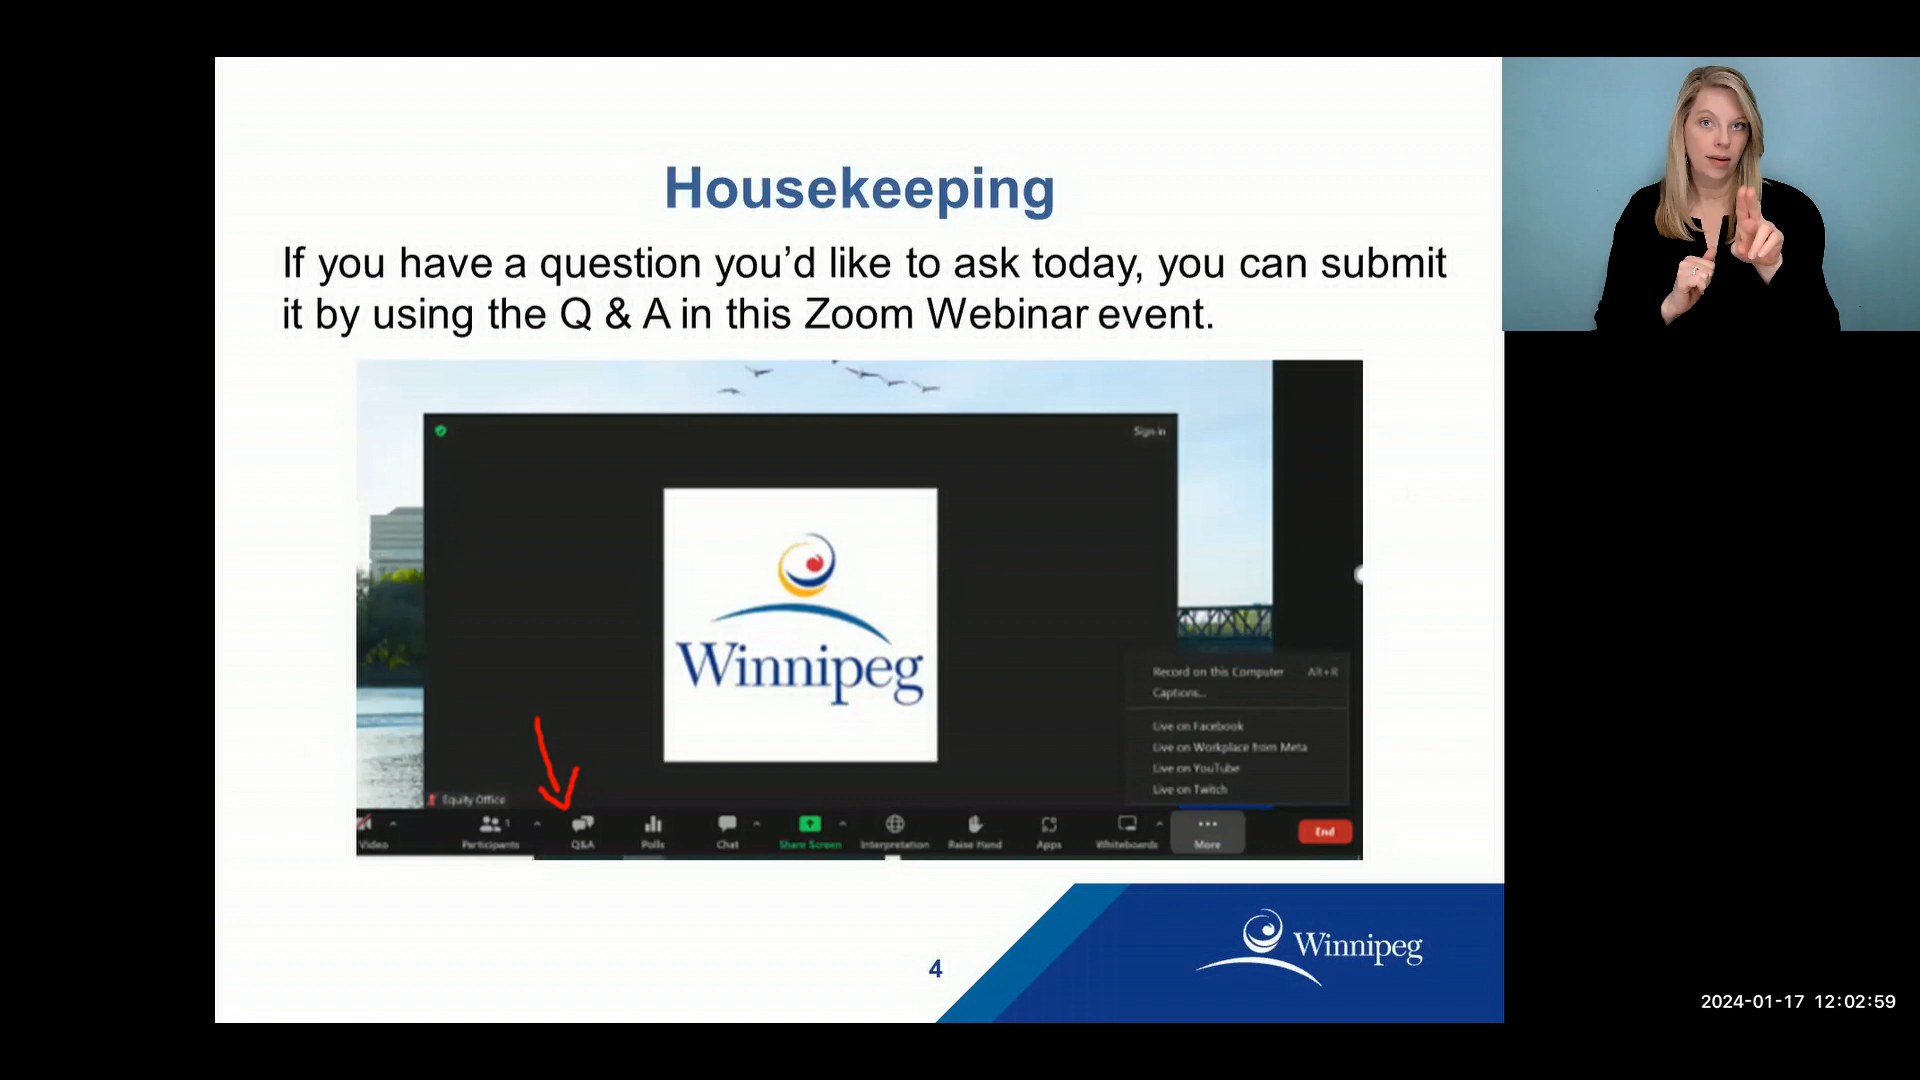 Housekeeping
If you have a question you’d like to ask today, you can submit
it by using the Q & A in this Zoom Webinar event.
Sign in
Winnipeg
Record on this Computer Alt+R
Captions...
Live on Facebook
Live on Workplace from Meta
Live on YouTube
Live on Twitch
Equity Office
Video Participants 1 Q&A Polls Chat Share Screen Interpretation Raise Hand Apps Whiteboards More End
Winnipeg
4
2024-01-17 12:02:59